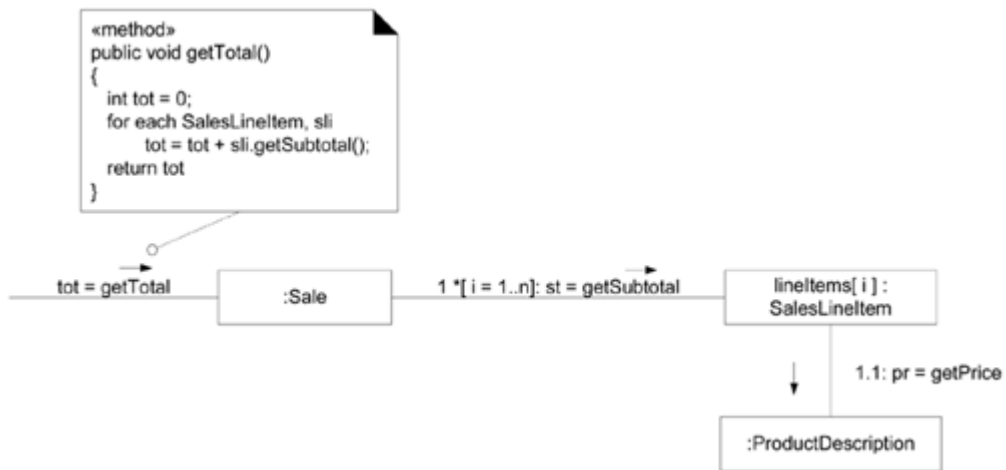 «method»
public void getTotal()
{
int tot = 0;
for each SalesLineItem, sli
tot = tot + sli.getSubtotal();
return tot
}
tot = getTotal
:Sale
1 *[ i = 1..n]: st = getSubtotal
lineItems[ i ] :
SalesLineItem
1.1: pr = getPrice
:ProductDescription